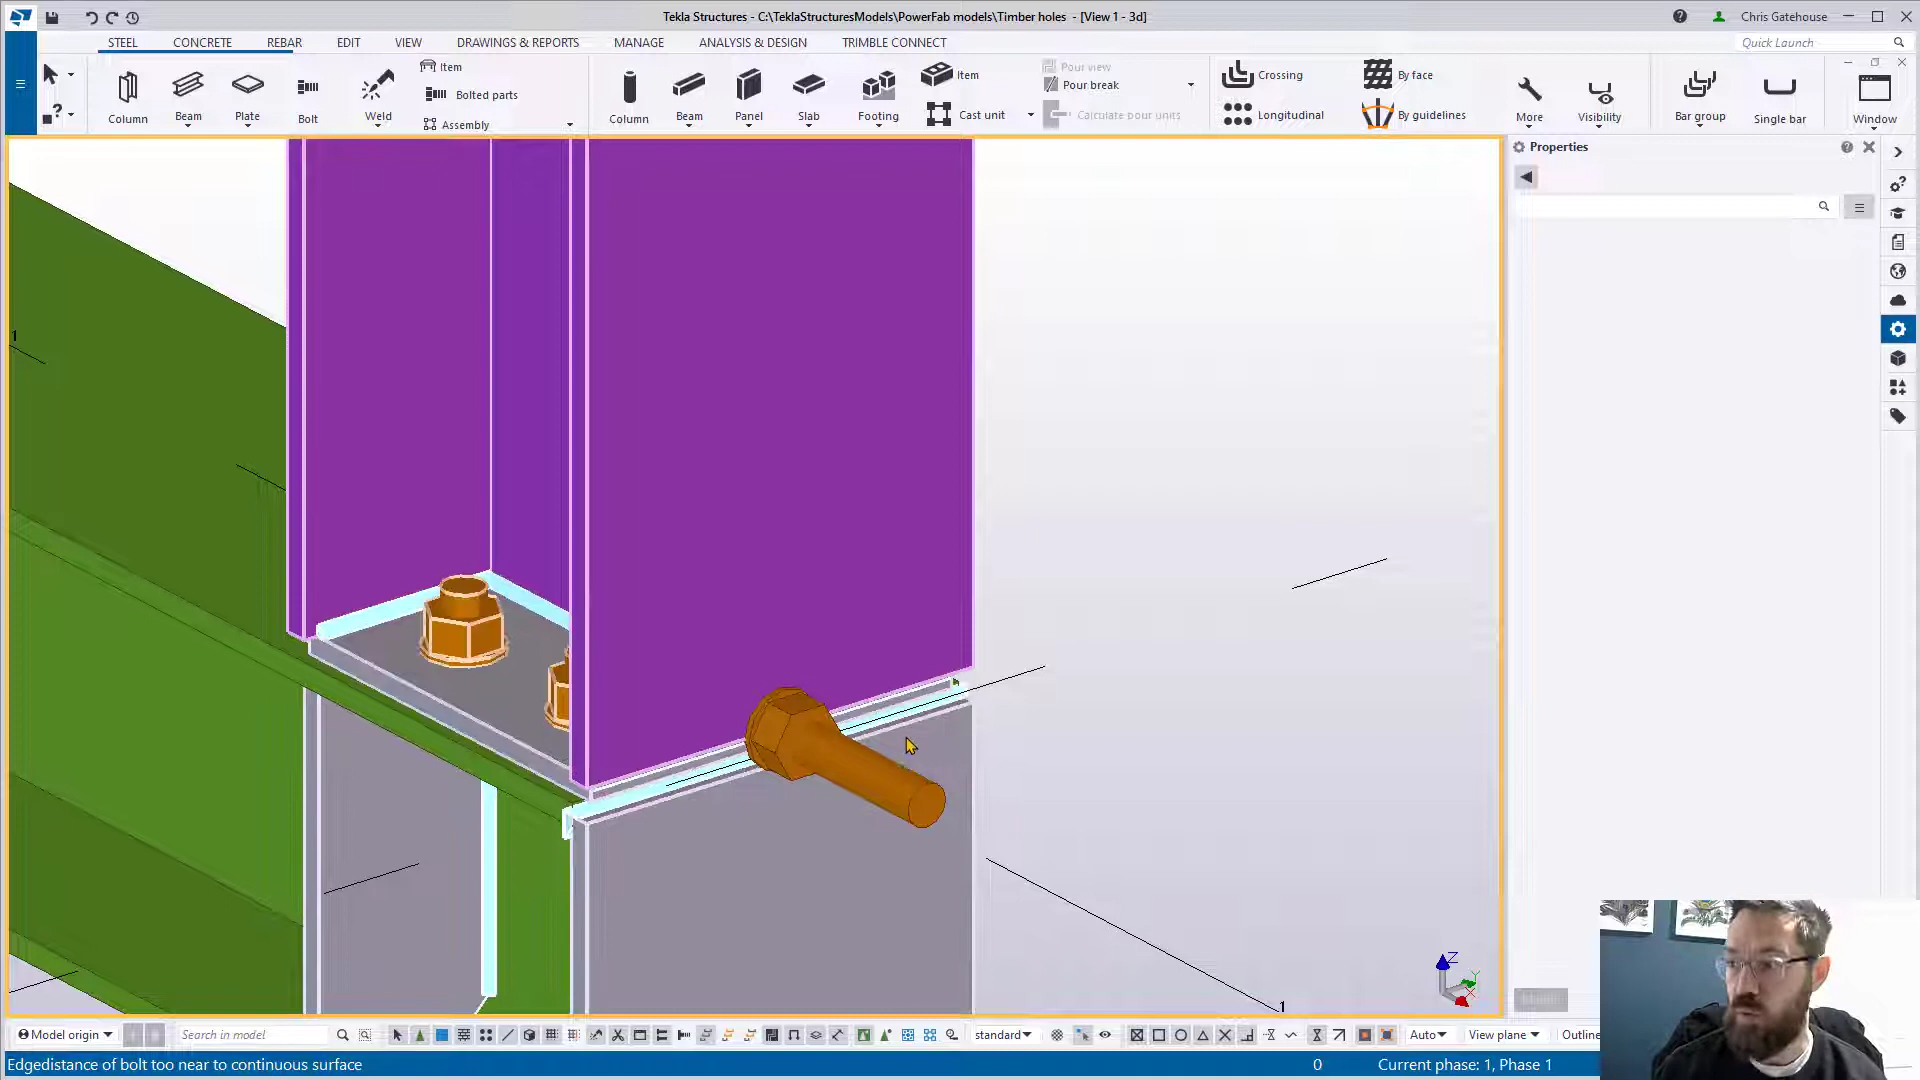 Tekla Structures - C:\TeklaStructuresModels\PowerFab models\Timber holes - [View 1 - 3d]
Chris Gatehouse
STEEL CONCRETE REBAR EDIT VIEW DRAWINGS & REPORTS MANAGE ANALYSIS & DESIGN TRIMBLE CONNECT
Quick Launch
Item
Pour view
Item
Crossing
By face
Pour break
Bolted parts
Column Beam Plate Bolt Weld
Column Beam Panel Slab Footing
Cast unit
Calculate pour units
Longitudinal
By guidelines
More
Visibility
Bar group
Single bar
Window
Assembly
Properties
1
Z
Y
X
1
Model origin
Search in model
standard
Auto
View plane
Outline
Edgedistance of bolt too near to continuous surface
0
Current phase: 1, Phase 1